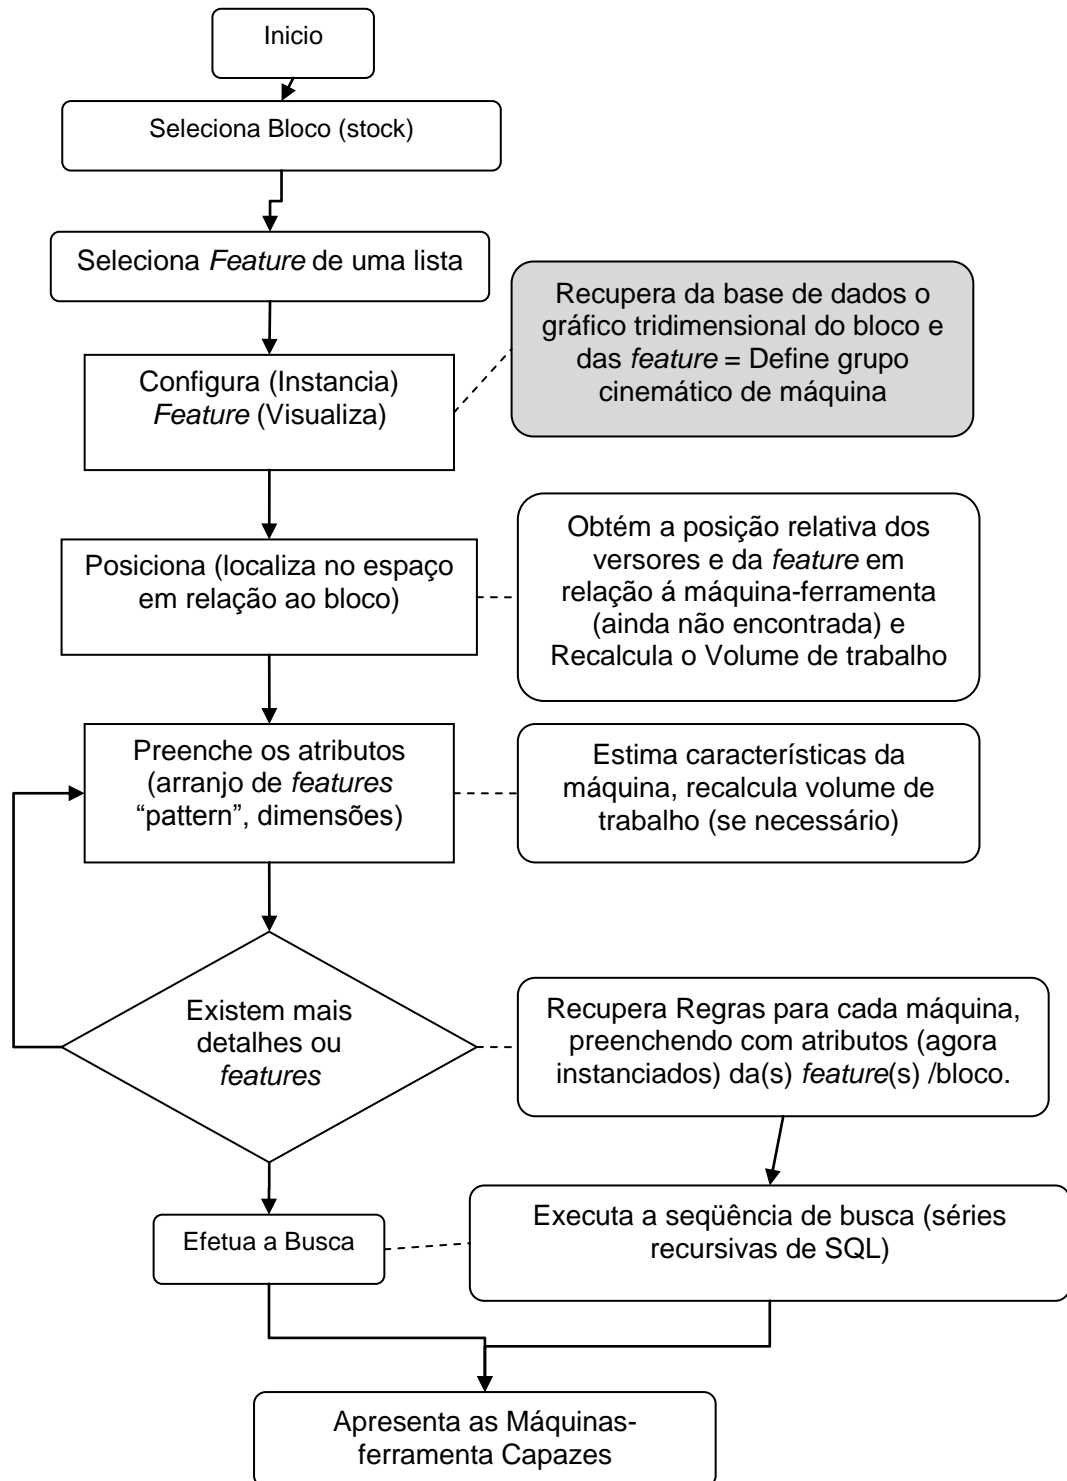 Inicio
Seleciona Bloco (stock)
Seleciona Feature de uma lista
Recupera da base de dados o
gráfico tridimensional do bloco e
das feature = Define grupo
cinemático de máquina
Configura (Instancia)
Feature (Visualiza)
Obtém a posição relativa dos
versores e da feature em
relação á máquina-ferramenta
(ainda não encontrada) e
Recalcula o Volume de trabalho
Posiciona (localiza no espaço
em relação ao bloco)
Preenche os atributos
(arranjo de features
“pattern”, dimensões)
Estima características da
máquina, recalcula volume de
trabalho (se necessário)
Existem mais
detalhes ou
features
Recupera Regras para cada máquina,
preenchendo com atributos (agora
instanciados) da(s) feature(s) /bloco.
Executa a seqüência de busca (séries
recursivas de SQL)
Efetua a Busca
Apresenta as Máquinas-
ferramenta Capazes